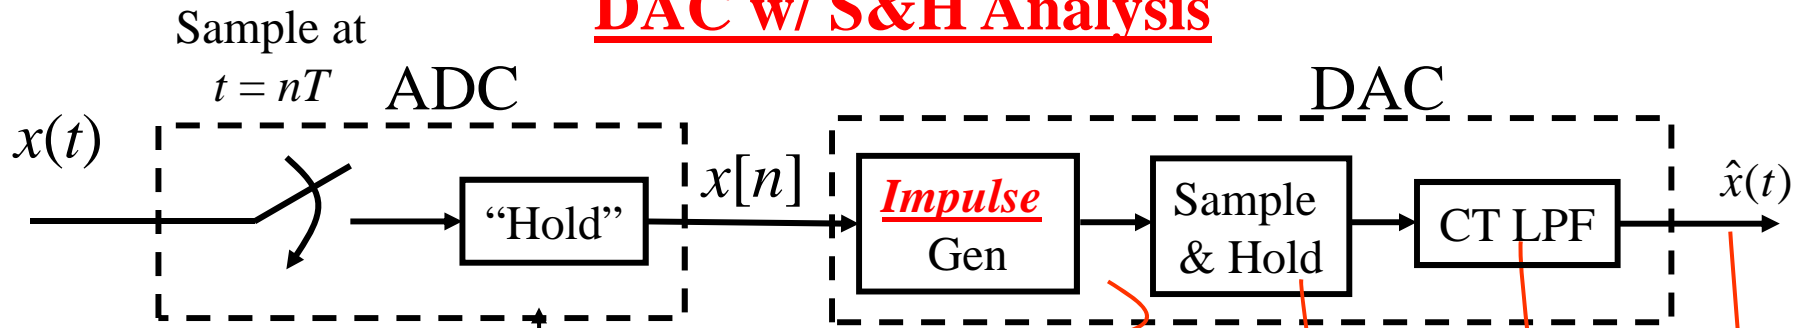 DAC w/ S&H Analysis
Sample at
t = nT
ADC
DAC
x(t)
"Hold"
x[n]
Impulse
Gen
Sample
& Hold
CT LPF
x̂(t)